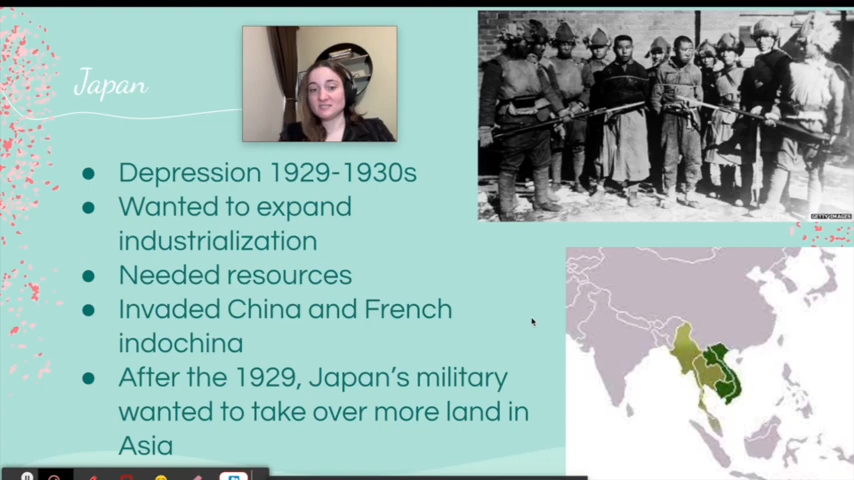 Japan
● Depression 1929-1930s
● Wanted to expand
industrialization
● Needed resources
● Invaded China and French
indochina
● After the 1929, Japan's military
wanted to take over more land in
Asia
GETTY IMAGES